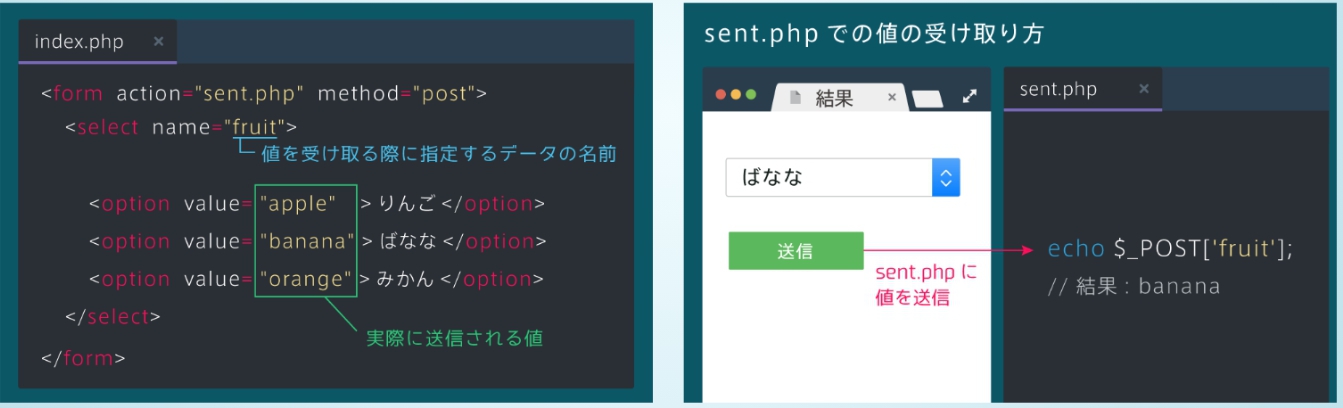 index.php ×
<form action="sent.php" method="post">
<select name="fruit">
値を受け取る際に指定するデータの名前
<option value="apple" >りんご</option>
<option value="banana">ばなな</option>
<option value="orange">みかん</option>
</select>
実際に送信される値
</form>
sent.php での値の受け取り方
結果 ×
ばなな
送信
sent.php に
値を送信
sent.php ×
echo $_POST['fruit'];
// 結果 : banana